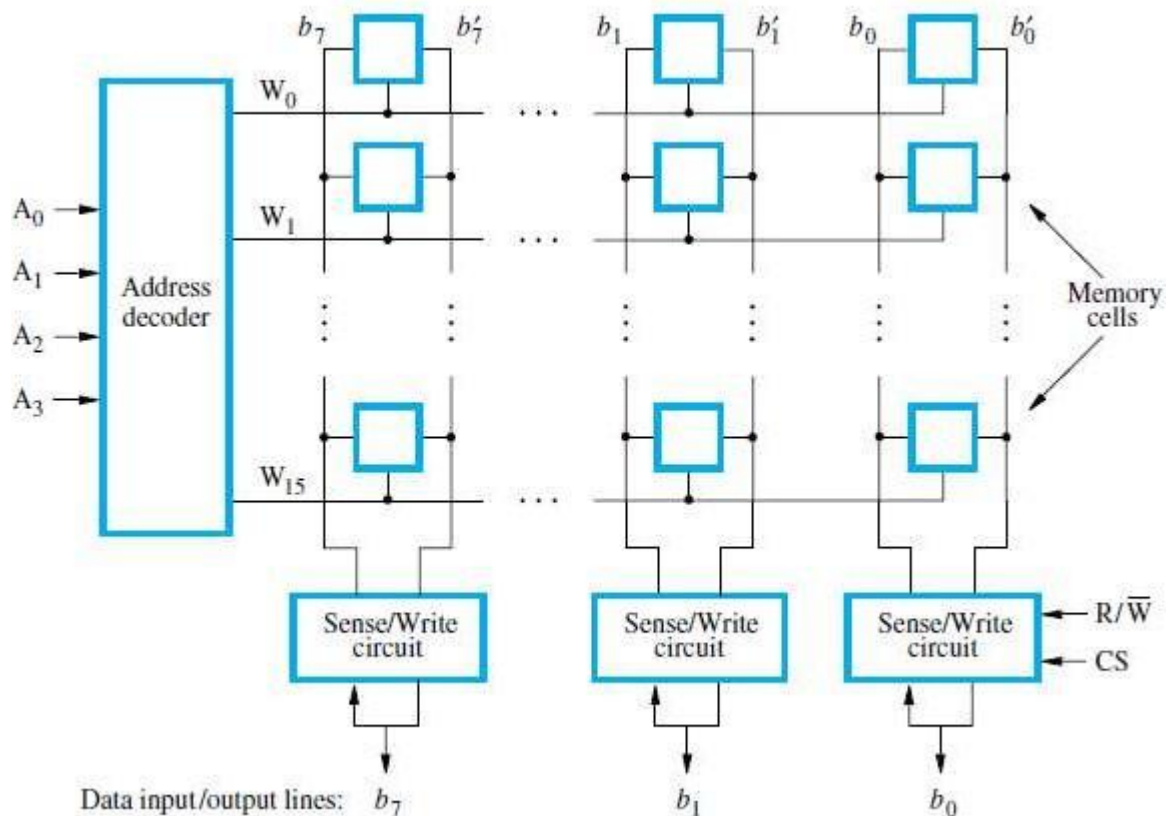 b₇ b′₇ b₁ b′₁ b₀ b′₀
W₀
W₁
A₀
A₁
A₂
A₃
Address
decoder
Memory
cells
W₁₅
Sense/Write
circuit
Sense/Write
circuit
Sense/Write
circuit
R/W̅
CS
Data input/output lines: b₇ b₁ b₀